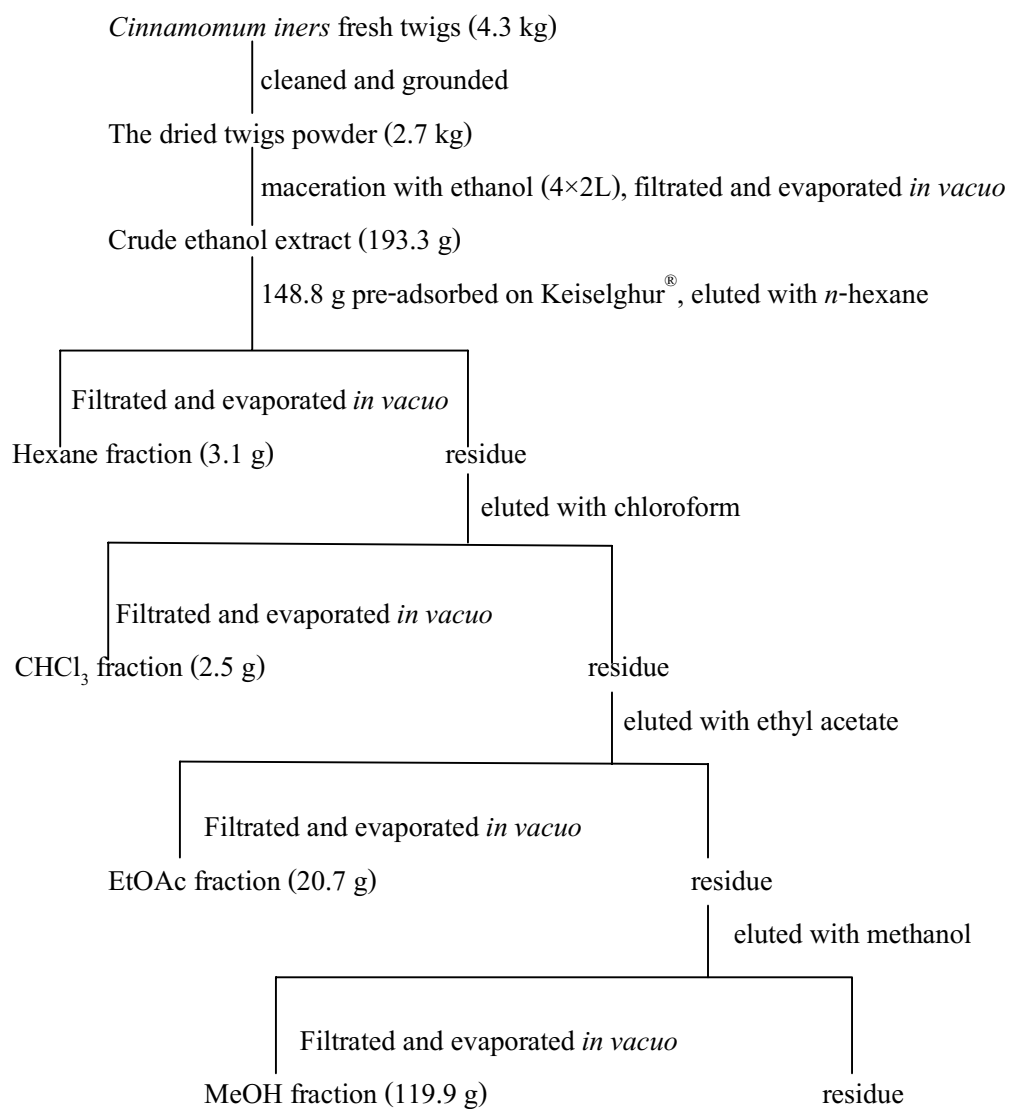 Cinnamomum iners fresh twigs (4.3 kg)
cleaned and grounded
The dried twigs powder (2.7 kg)
maceration with ethanol (4×2L), filtrated and evaporated in vacuo
Crude ethanol extract (193.3 g)
148.8 g pre-adsorbed on Keiselghur®, eluted with n-hexane
Filtrated and evaporated in vacuo
Hexane fraction (3.1 g) residue
eluted with chloroform
Filtrated and evaporated in vacuo
CHCl₃ fraction (2.5 g) residue
eluted with ethyl acetate
Filtrated and evaporated in vacuo
EtOAc fraction (20.7 g) residue
eluted with methanol
Filtrated and evaporated in vacuo
MeOH fraction (119.9 g) residue